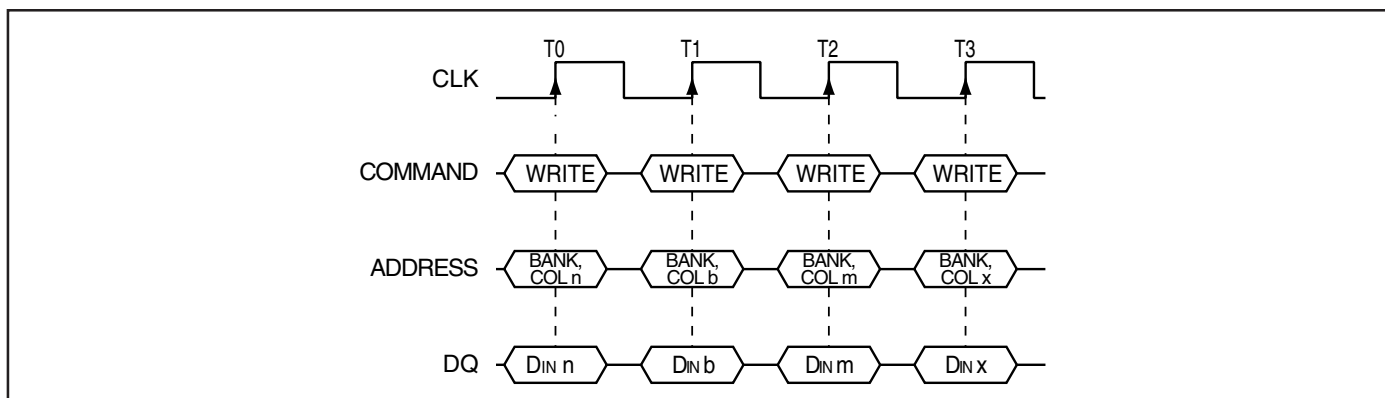 T0 T1 T2 T3
CLK
COMMAND WRITE WRITE WRITE WRITE
ADDRESS BANK, COL n BANK, COL b BANK, COL m BANK, COL x
DQ DIN n DIN b DIN m DIN x